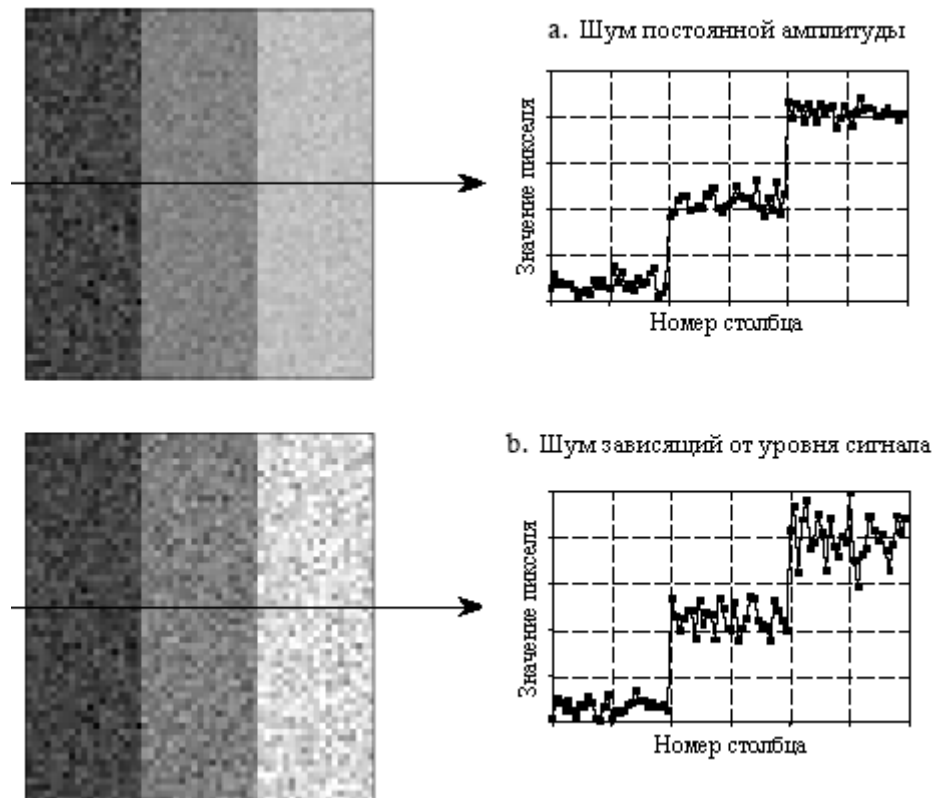 a. Шум постоянной амплитуды
Значение пикселя
Номер столбца
b. Шум зависящий от уровня сигнала
Значение пикселя
Номер столбца